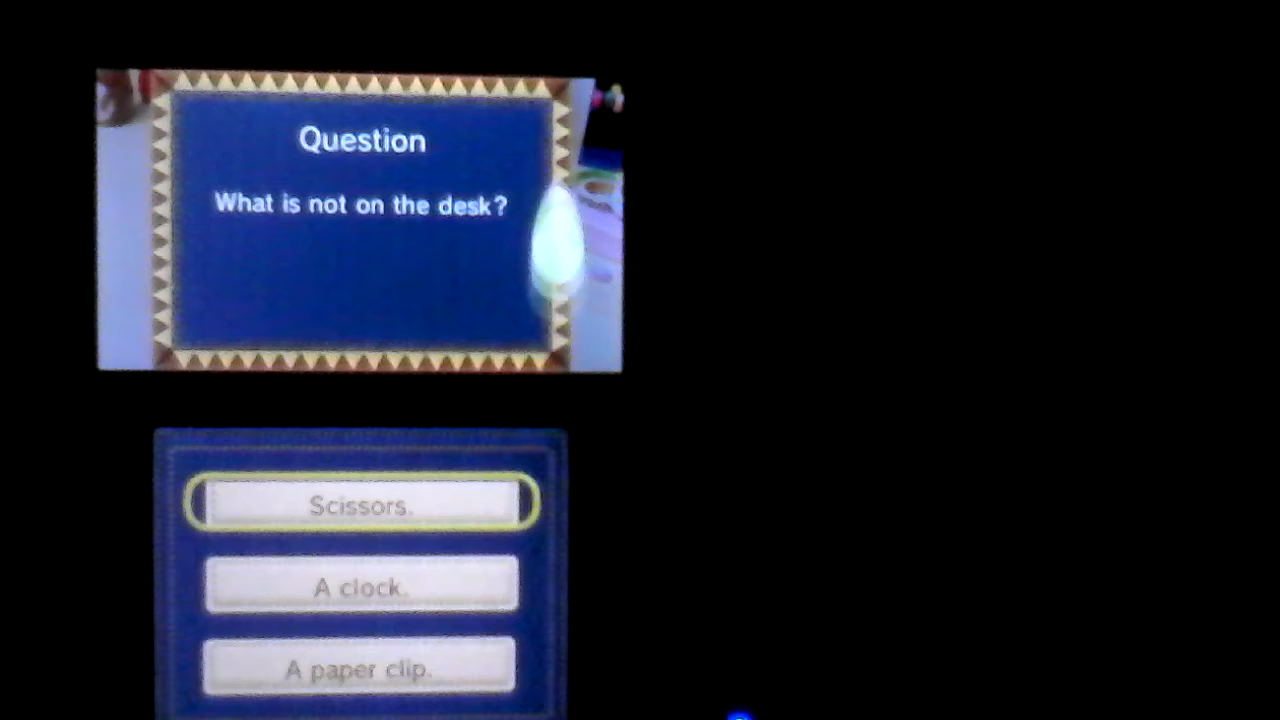 Question
What is not on the desk?
Scissors.
A clock.
A paper clip.